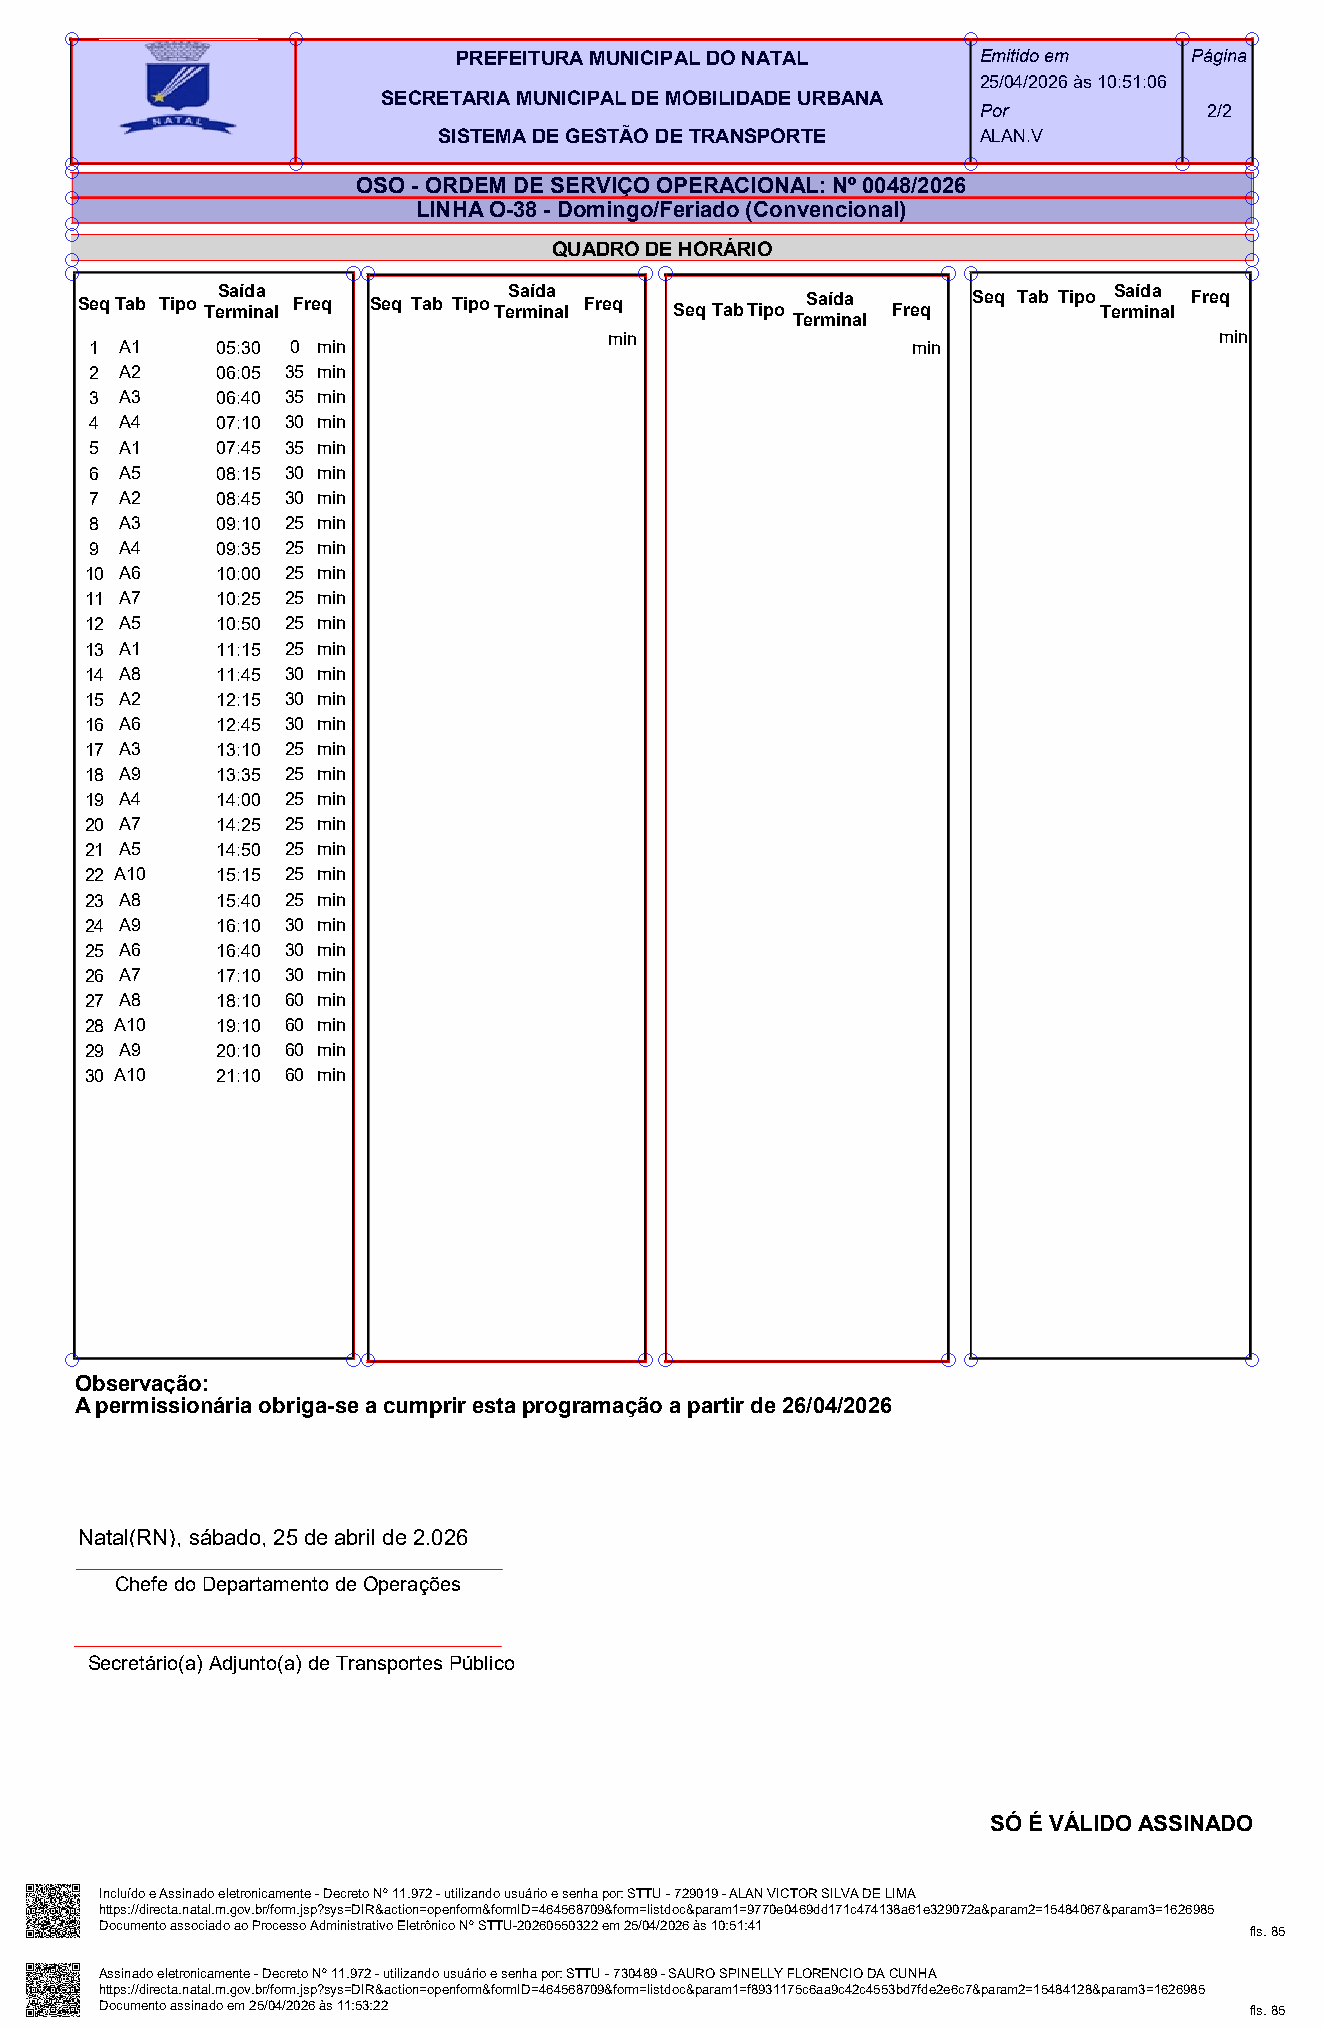 NATAL
PREFEITURA MUNICIPAL DO NATAL
SECRETARIA MUNICIPAL DE MOBILIDADE URBANA
SISTEMA DE GESTÃO DE TRANSPORTE
Emitido em
25/04/2026 às 10:51:06
Por
ALAN.V
Página
2/2
OSO - ORDEM DE SERVIÇO OPERACIONAL: Nº 0048/2026
LINHA O-38 - Domingo/Feriado (Convencional)
QUADRO DE HORÁRIO
Seq Tab Tipo Saída Terminal Freq
1 A1 05:30 0 min
2 A2 06:05 35 min
3 A3 06:40 35 min
4 A4 07:10 30 min
5 A1 07:45 35 min
6 A5 08:15 30 min
7 A2 08:45 30 min
8 A3 09:10 25 min
9 A4 09:35 25 min
10 A6 10:00 25 min
11 A7 10:25 25 min
12 A5 10:50 25 min
13 A1 11:15 25 min
14 A8 11:45 30 min
15 A2 12:15 30 min
16 A6 12:45 30 min
17 A3 13:10 25 min
18 A9 13:35 25 min
19 A4 14:00 25 min
20 A7 14:25 25 min
21 A5 14:50 25 min
22 A10 15:15 25 min
23 A8 15:40 25 min
24 A9 16:10 30 min
25 A6 16:40 30 min
26 A7 17:10 30 min
27 A8 18:10 60 min
28 A10 19:10 60 min
29 A9 20:10 60 min
30 A10 21:10 60 min
Seq Tab Tipo Saída Terminal Freq
min
Seq Tab Tipo Saída Terminal Freq
min
Seq Tab Tipo Saída Terminal Freq
min
Observação:
A permissionária obriga-se a cumprir esta programação a partir de 26/04/2026
Natal(RN), sábado, 25 de abril de 2.026
Chefe do Departamento de Operações
Secretário(a) Adjunto(a) de Transportes Público
SÓ É VÁLIDO ASSINADO
Incluído e Assinado eletronicamente - Decreto Nº 11.972 - utilizando usuário e senha por: STTU - 729019 - ALAN VICTOR SILVA DE LIMA
https://directa.natal.rn.gov.br/form.jsp?sys=DIR&action=openform&formID=464568709&form=listdoc&param1=9770e0469dd171c474138a61e329072a&param2=15484067&param3=1626985
Documento associado ao Processo Administrativo Eletrônico Nº STTU-20260550322 em 25/04/2026 às 10:51:41
fls. 85
Assinado eletronicamente - Decreto Nº 11.972 - utilizando usuário e senha por: STTU - 730489 - SAURO SPINELLY FLORENCIO DA CUNHA
https://directa.natal.rn.gov.br/form.jsp?sys=DIR&action=openform&formID=464568709&form=listdoc&param1=f8931175c6aa9c42c4553bd7fde2e6c7&param2=15484128&param3=1626985
Documento assinado em 25/04/2026 às 11:53:22
fls. 85